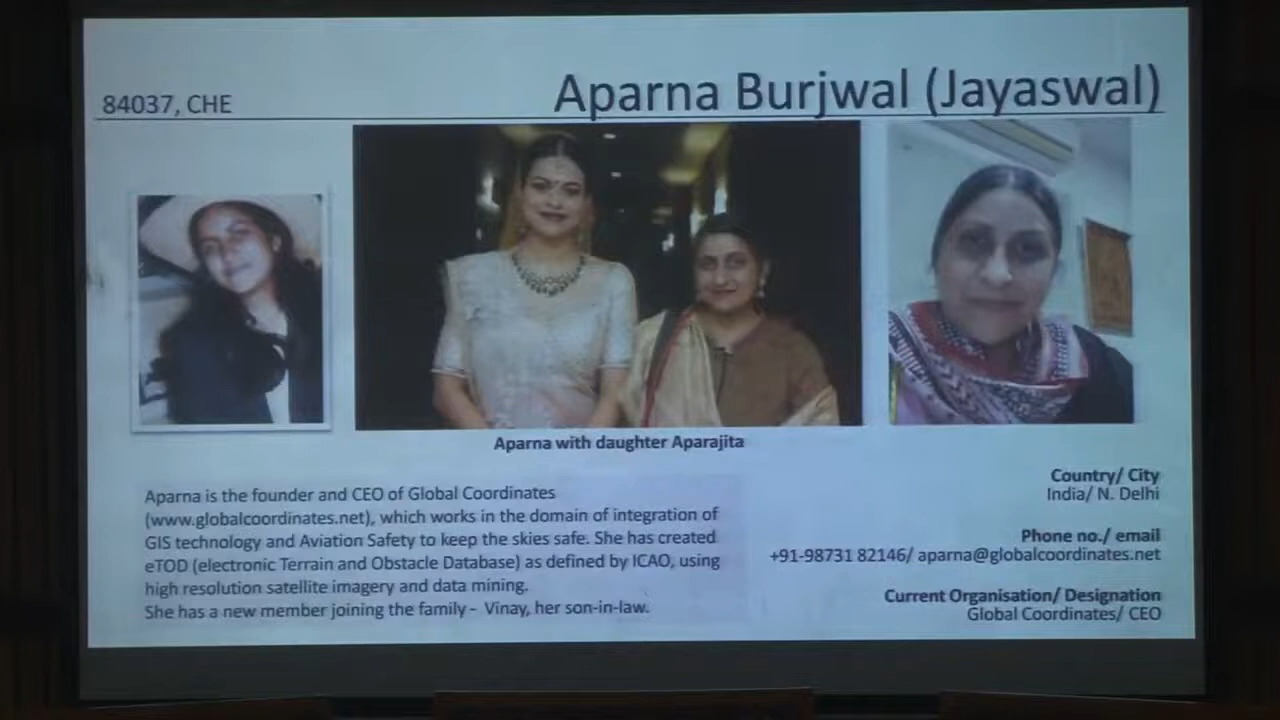 84037, CHE
Aparna Burjwal (Jayaswal)
Aparna with daughter Aparajita
Aparna is the founder and CEO of Global Coordinates
(www.globalcoordinates.net), which works in the domain of integration of
GIS technology and Aviation Safety to keep the skies safe. She has created
eTOD (electronic Terrain and Obstacle Database) as defined by ICAO, using
high resolution satellite imagery and data mining.
She has a new member joining the family - Vinay, her son-in-law.
Country/ City
India/ N. Delhi
Phone no./ email
+91-98731 82146/ aparna@globalcoordinates.net
Current Organisation/ Designation
Global Coordinates/ CEO